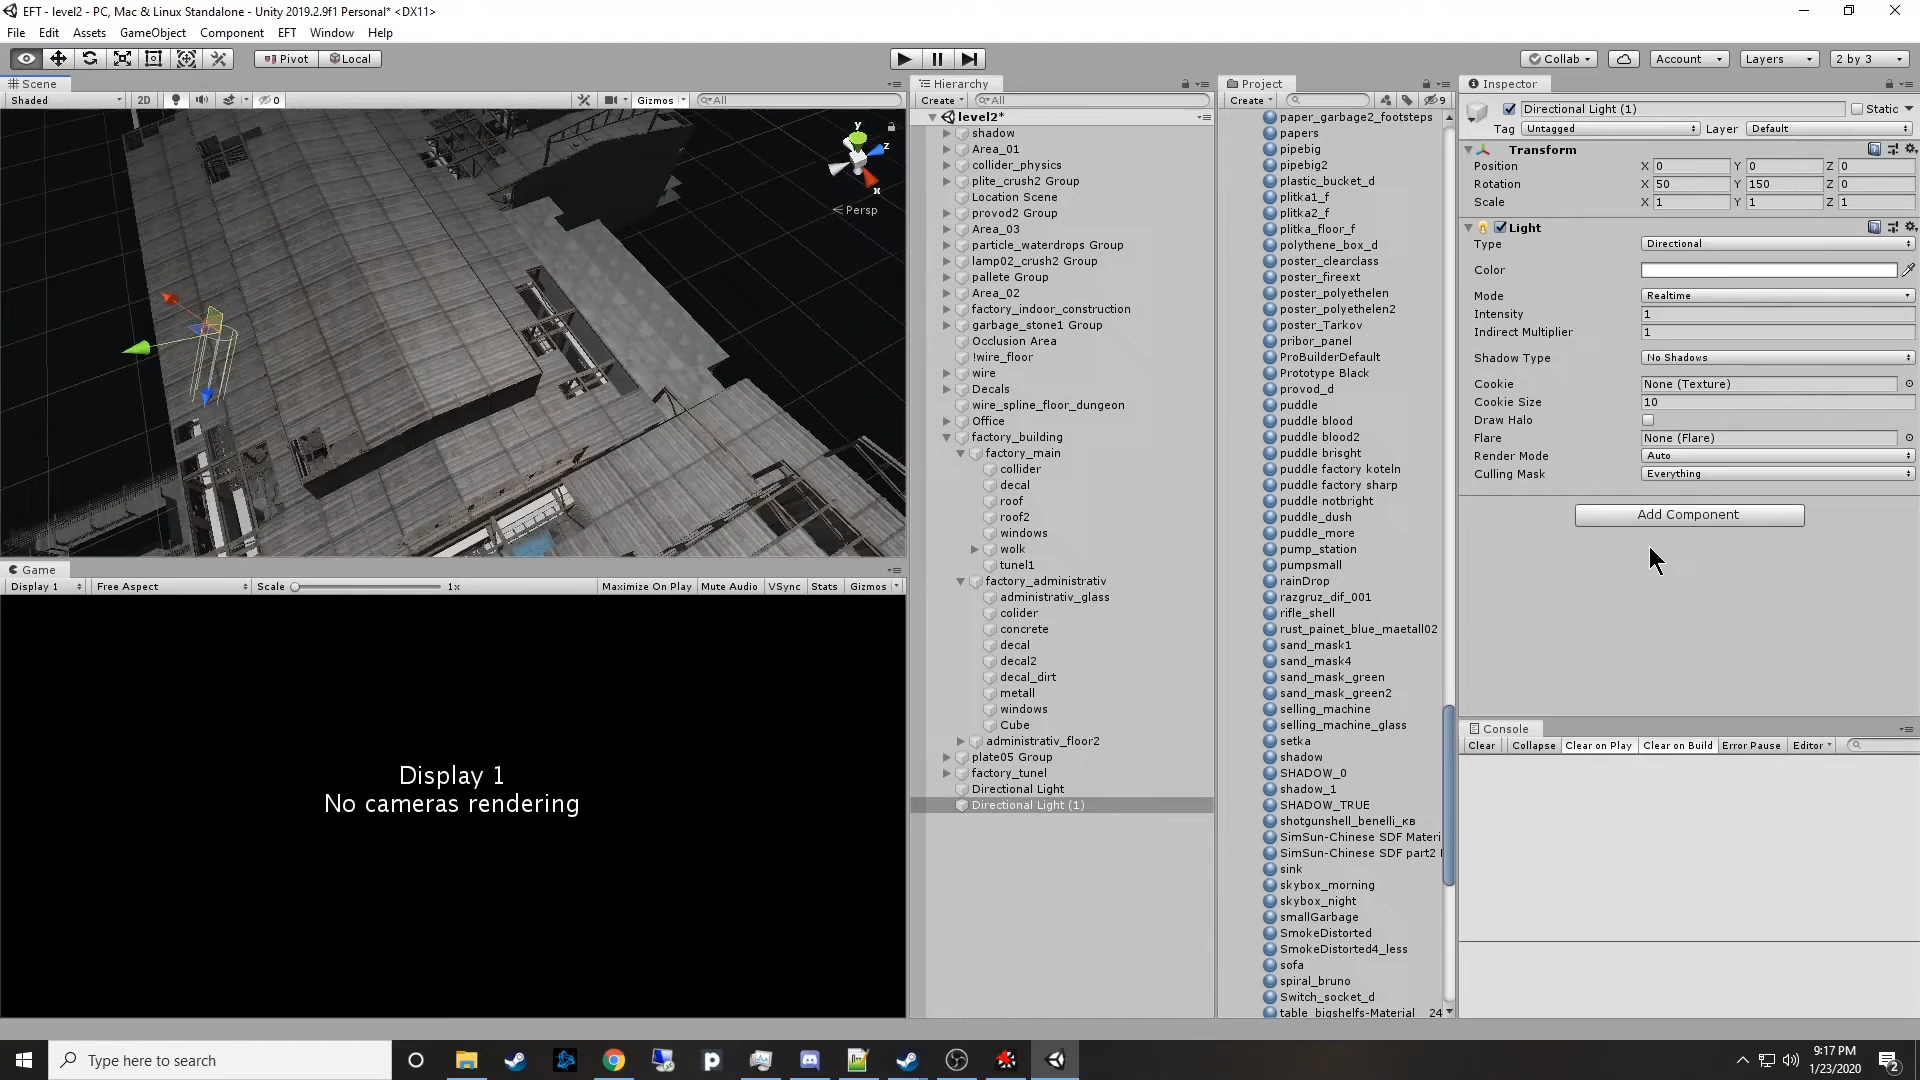 EFT - level2 - PC, Mac & Linux Standalone - Unity 2019.2.9f1 Personal* <DX11>
File Edit Assets GameObject Component EFT Window Help
Pivot Local
Collab Account Layers 2 by 3
Scene
Shaded 2D 0 Gizmos All
y
z
x
Persp
Game
Display 1 Free Aspect Scale 1x Maximize On Play Mute Audio VSync Stats Gizmos
Display 1
No cameras rendering
Hierarchy
Create All
level2*
shadow
Area_01
collider_physics
plite_crush2 Group
Location Scene
provod2 Group
Area_03
particle_waterdrops Group
lamp02_crush2 Group
pallete Group
Area_02
factory_indoor_construction
garbage_stone1 Group
Occlusion Area
!wire_floor
wire
Decals
wire_spline_floor_dungeon
Office
factory_building
factory_main
collider
decal
roof
roof2
windows
wolk
tunel1
factory_administrativ
administrativ_glass
colider
concrete
decal
decal2
decal_dirt
metall
windows
Cube
administrativ_floor2
plate05 Group
factory_tunel
Directional Light
Directional Light (1)
Project
Create 9
paper_garbage2_footsteps
papers
pipebig
pipebig2
plastic_bucket_d
plitka1_f
plitka2_f
plitka_floor_f
polythene_box_d
poster_clearclass
poster_fireext
poster_polyethelen
poster_polyethelen2
poster_Tarkov
pribor_panel
ProBuilderDefault
Prototype Black
provod_d
puddle
puddle blood
puddle blood2
puddle brisght
puddle factory koteln
puddle factory sharp
puddle notbright
puddle_dush
puddle_more
pump_station
pumpsmall
rainDrop
razgruz_dif_001
rifle_shell
rust_painet_blue_maetall02
sand_mask1
sand_mask4
sand_mask_green
sand_mask_green2
selling_machine
selling_machine_glass
setka
shadow
SHADOW_0
shadow_1
SHADOW_TRUE
shotgunshell_benelli_кв
SimSun-Chinese SDF Materi
SimSun-Chinese SDF part2
sink
skybox_morning
skybox_night
smallGarbage
SmokeDistorted
SmokeDistorted4_less
sofa
spiral_bruno
Switch_socket_d
table_bigshelfs-Material 24
Inspector
Directional Light (1) Static
Tag Untagged Layer Default
Transform
Position X 0 Y 0 Z 0
Rotation X 50 Y 150 Z 0
Scale X 1 Y 1 Z 1
Light
Type Directional
Color
Mode Realtime
Intensity 1
Indirect Multiplier 1
Shadow Type No Shadows
Cookie None (Texture)
Cookie Size 10
Draw Halo
Flare None (Flare)
Render Mode Auto
Culling Mask Everything
Add Component
Console
Clear Collapse Clear on Play Clear on Build Error Pause Editor
Type here to search
9:17 PM
1/23/2020
2